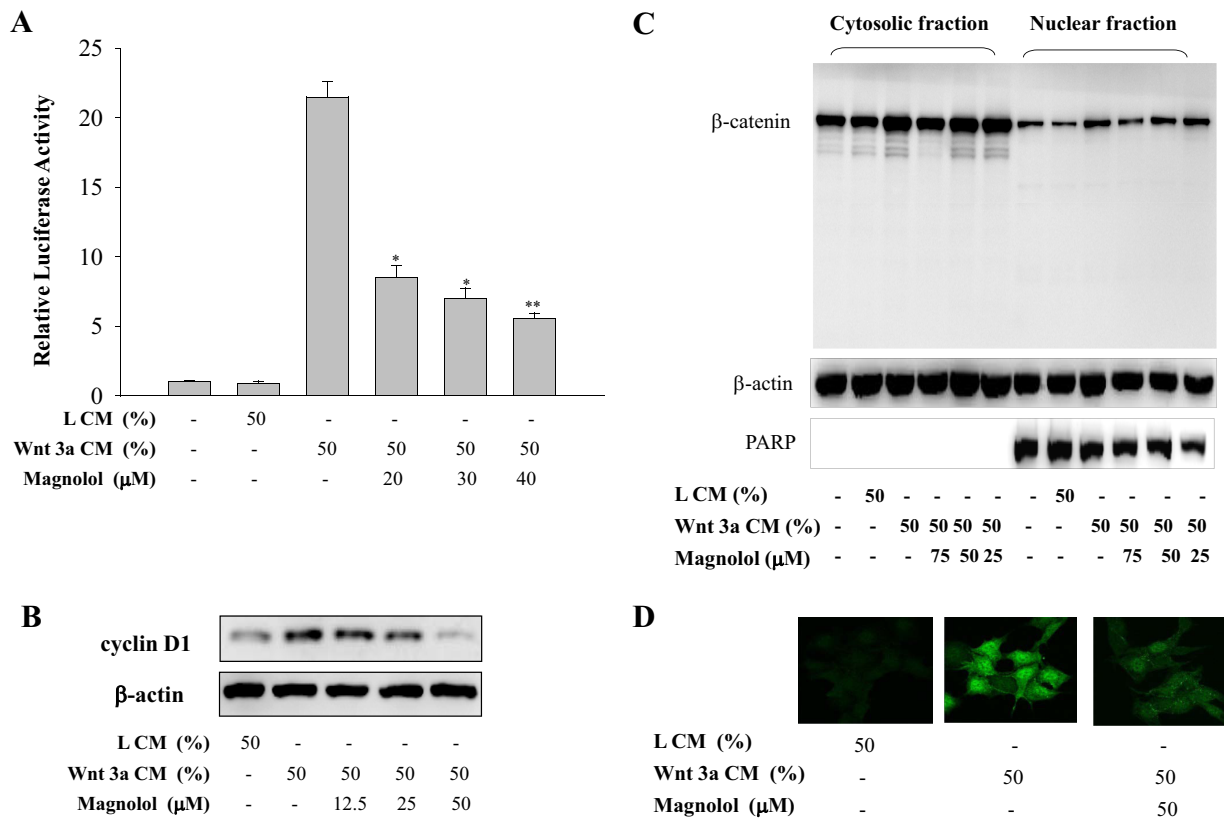 A
Relative Luciferase Activity
25
20
15
10
5
0
*
*
**
L CM (%) - 50 - - - -
Wnt 3a CM (%) - - 50 50 50 50
Magnolol (μM) - - - 20 30 40
B
cyclin D1
β-actin
L CM (%) 50 - - - -
Wnt 3a CM (%) - 50 50 50 50
Magnolol (μM) - - 12.5 25 50
C
Cytosolic fraction Nuclear fraction
β-catenin
β-actin
PARP
L CM (%) - 50 - - - - - 50 - - - -
Wnt 3a CM (%) - - 50 50 50 50 - - 50 50 50 50
Magnolol (μM) - - - 75 50 25 - - - 75 50 25
D
L CM (%) 50 - -
Wnt 3a CM (%) - 50 50
Magnolol (μM) - - 50